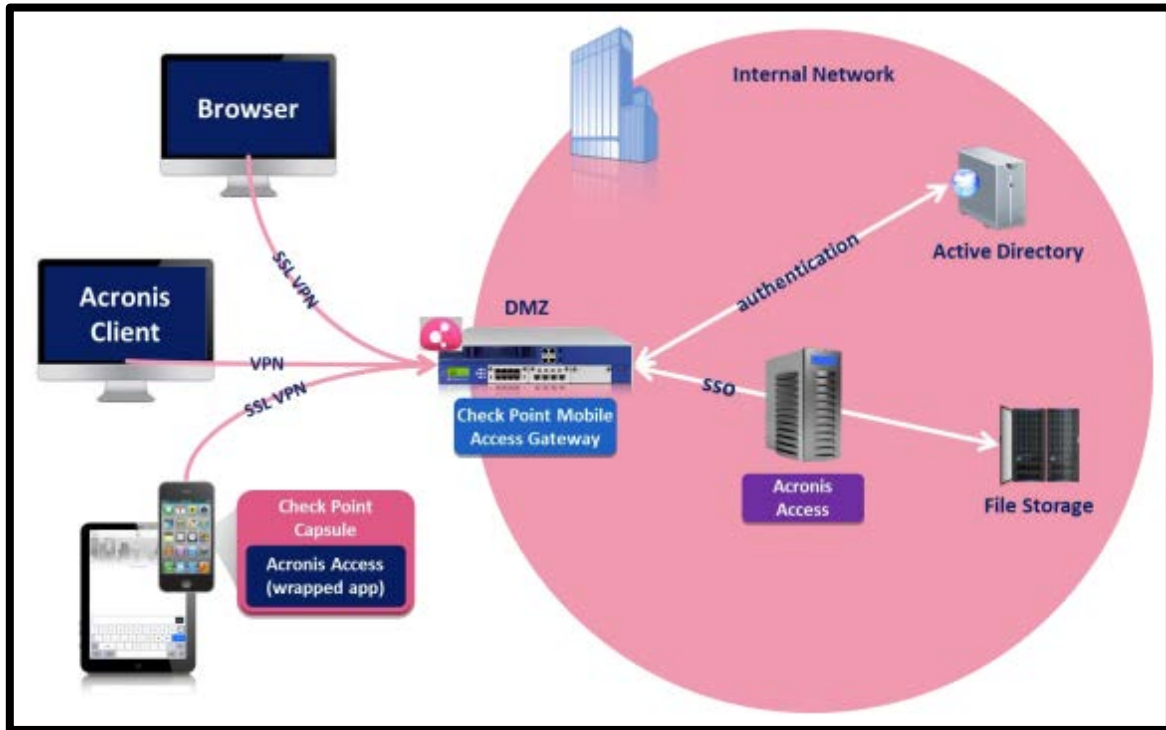 Browser
Internal Network
SSL VPN
Acronis
Client
VPN
SSL VPN
DMZ
Check Point Mobile
Access Gateway
authentication
Active Directory
SSO
Acronis
Access
File Storage
Check Point
Capsule
Acronis Access
(wrapped app)